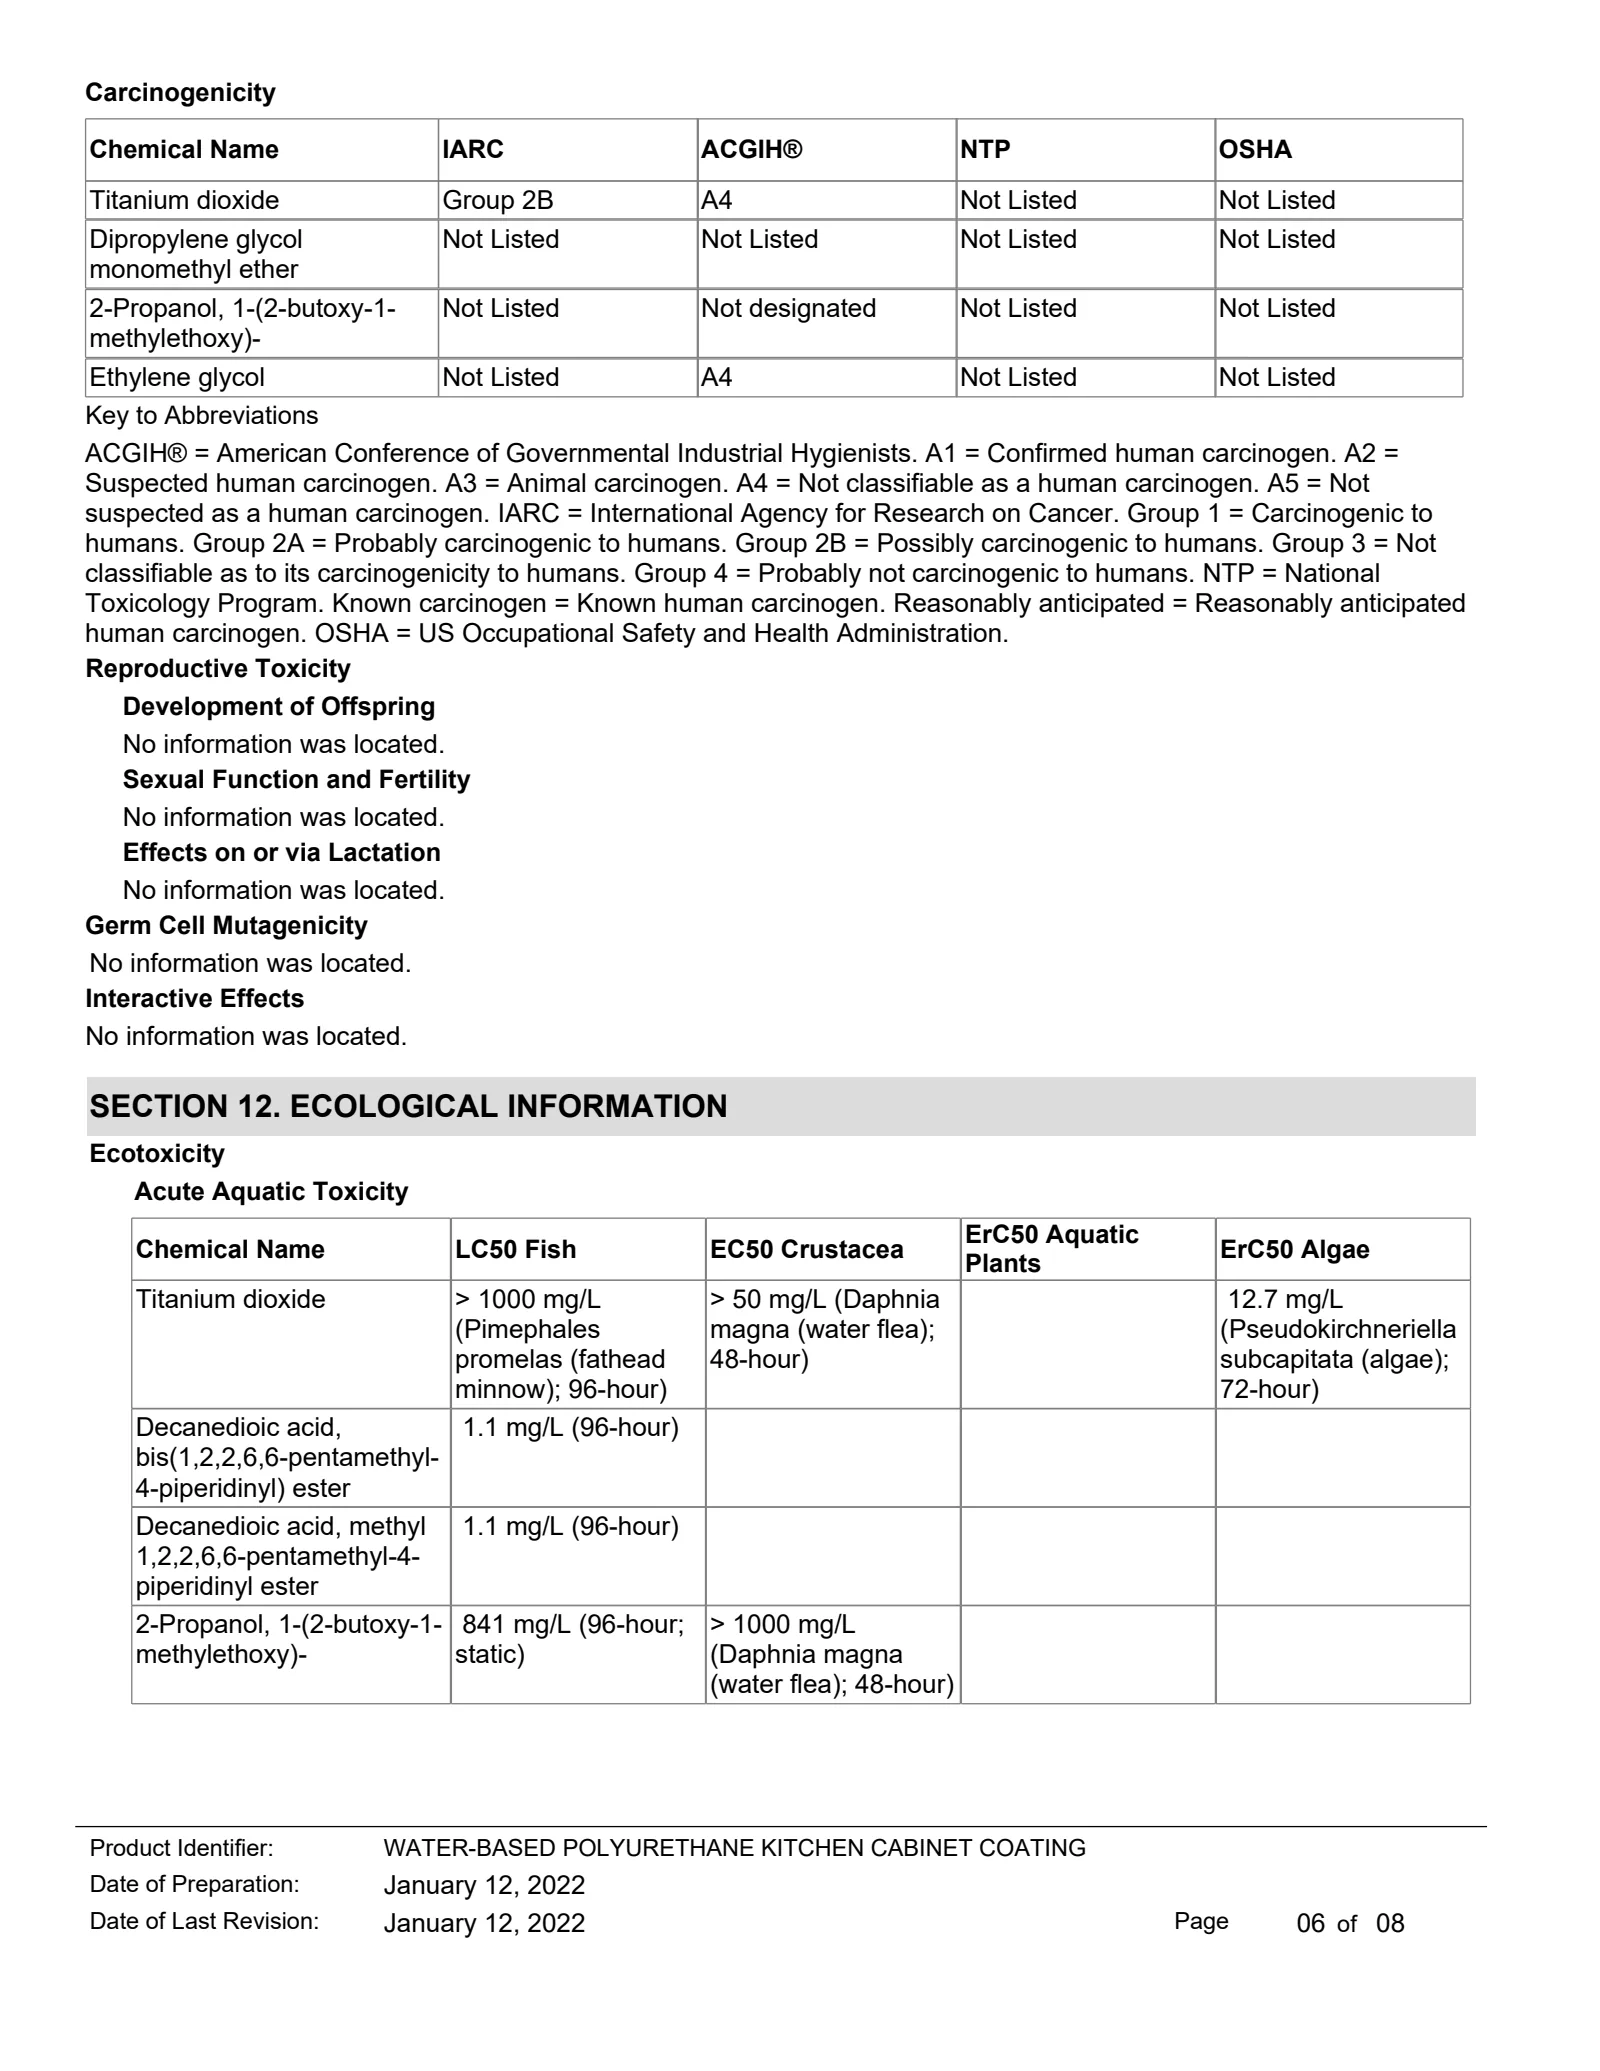 Carcinogenicity
Chemical Name IARC ACGIH® NTP OSHA
Titanium dioxide Group 2B A4 Not Listed Not Listed
Dipropylene glycol Not Listed Not Listed Not Listed Not Listed
monomethyl ether
2-Propanol, 1-(2-butoxy-1- Not Listed Not designated Not Listed Not Listed
methylethoxy)-
Ethylene glycol Not Listed A4 Not Listed Not Listed
Key to Abbreviations
ACGIH® = American Conference of Governmental Industrial Hygienists. A1 = Confirmed human carcinogen. A2 =
Suspected human carcinogen. A3 = Animal carcinogen. A4 = Not classifiable as a human carcinogen. A5 = Not
suspected as a human carcinogen. IARC = International Agency for Research on Cancer. Group 1 = Carcinogenic to
humans. Group 2A = Probably carcinogenic to humans. Group 2B = Possibly carcinogenic to humans. Group 3 = Not
classifiable as to its carcinogenicity to humans. Group 4 = Probably not carcinogenic to humans. NTP = National
Toxicology Program. Known carcinogen = Known human carcinogen. Reasonably anticipated = Reasonably anticipated
human carcinogen. OSHA = US Occupational Safety and Health Administration.
Reproductive Toxicity
Development of Offspring
No information was located.
Sexual Function and Fertility
No information was located.
Effects on or via Lactation
No information was located.
Germ Cell Mutagenicity
No information was located.
Interactive Effects
No information was located.
SECTION 12. ECOLOGICAL INFORMATION
Ecotoxicity
Acute Aquatic Toxicity
Chemical Name LC50 Fish EC50 Crustacea ErC50 Aquatic Plants ErC50 Algae
Titanium dioxide > 1000 mg/L > 50 mg/L (Daphnia 12.7 mg/L
(Pimephales magna (water flea); (Pseudokirchneriella
promelas (fathead 48-hour) subcapitata (algae);
minnow); 96-hour) 72-hour)
Decanedioic acid, 1.1 mg/L (96-hour)
bis(1,2,2,6,6-pentamethyl-
4-piperidinyl) ester
Decanedioic acid, methyl 1.1 mg/L (96-hour)
1,2,2,6,6-pentamethyl-4-
piperidinyl ester
2-Propanol, 1-(2-butoxy-1- 841 mg/L (96-hour; > 1000 mg/L
methylethoxy)- static) (Daphnia magna
(water flea); 48-hour)
Product Identifier: WATER-BASED POLYURETHANE KITCHEN CABINET COATING
Date of Preparation: January 12, 2022
Date of Last Revision: January 12, 2022 Page 06 of 08